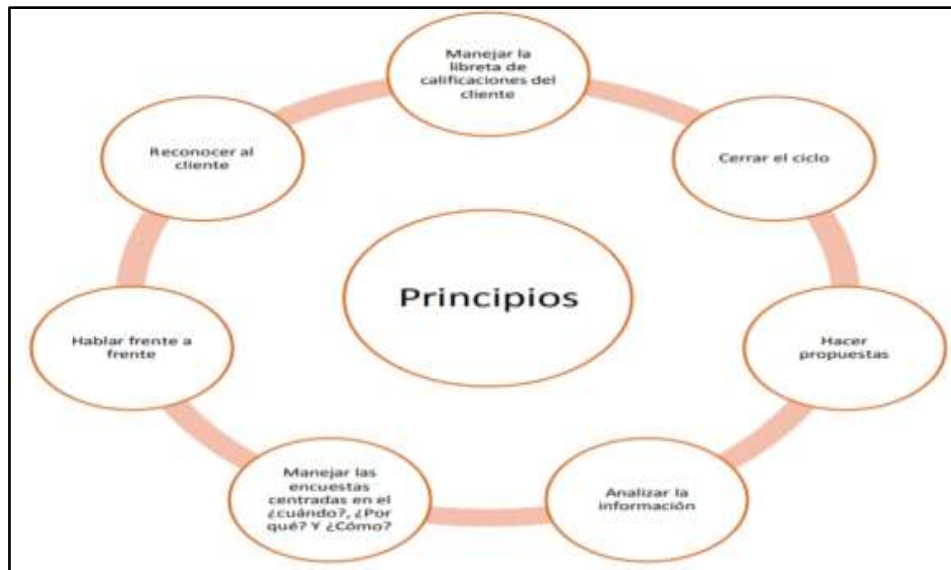 Manejar la
libreta de
calificaciones del
cliente
Reconocer al
cliente
Cerrar el ciclo
Principios
Hablar frente a
frente
Hacer
propuestas
Manejar las
encuestas
centradas en el
¿cuándo?, ¿Por
qué? Y ¿Cómo?
Analizar la
información